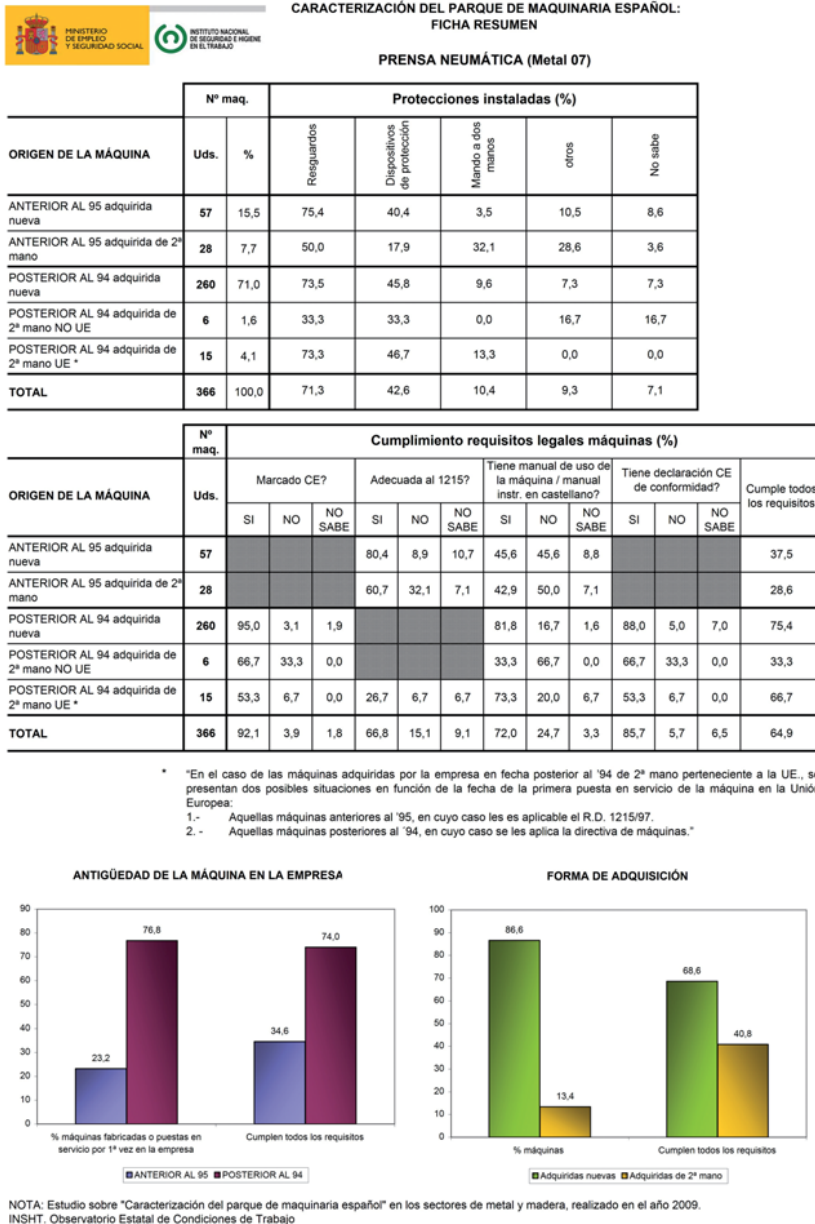 MINISTERIO
DE EMPLEO
Y SEGURIDAD SOCIAL
INSTITUTO NACIONAL
DE SEGURIDAD E HIGIENE
EN EL TRABAJO
CARACTERIZACIÓN DEL PARQUE DE MAQUINARIA ESPAÑOL:
FICHA RESUMEN
PRENSA NEUMÁTICA (Metal 07)
Nº maq. Protecciones instaladas (%)
ORIGEN DE LA MÁQUINA Uds. % Resguardos Dispositivos de protección Mando a dos manos otros No sabe
ANTERIOR AL 95 adquirida nueva 57 15,5 75,4 40,4 3,5 10,5 8,6
ANTERIOR AL 95 adquirida de 2ª mano 28 7,7 50,0 17,9 32,1 28,6 3,6
POSTERIOR AL 94 adquirida nueva 260 71,0 73,5 45,8 9,6 7,3 7,3
POSTERIOR AL 94 adquirida de 2ª mano NO UE 6 1,6 33,3 33,3 0,0 16,7 16,7
POSTERIOR AL 94 adquirida de 2ª mano UE * 15 4,1 73,3 46,7 13,3 0,0 0,0
TOTAL 366 100,0 71,3 42,6 10,4 9,3 7,1
Nº maq. Cumplimiento requisitos legales máquinas (%)
ORIGEN DE LA MÁQUINA Uds. Marcado CE? Adecuada al 1215? Tiene manual de uso de la máquina / manual instr. en castellano? Tiene declaración CE de conformidad? Cumple todos los requisitos
SI NO NO SABE SI NO NO SABE SI NO NO SABE SI NO NO SABE
ANTERIOR AL 95 adquirida nueva 57 80,4 8,9 10,7 45,6 45,6 8,8 37,5
ANTERIOR AL 95 adquirida de 2ª mano 28 60,7 32,1 7,1 42,9 50,0 7,1 28,6
POSTERIOR AL 94 adquirida nueva 260 95,0 3,1 1,9 81,8 16,7 1,6 88,0 5,0 7,0 75,4
POSTERIOR AL 94 adquirida de 2ª mano NO UE 6 66,7 33,3 0,0 33,3 66,7 0,0 66,7 33,3 0,0 33,3
POSTERIOR AL 94 adquirida de 2ª mano UE * 15 53,3 6,7 0,0 26,7 6,7 6,7 73,3 20,0 6,7 53,3 6,7 0,0 66,7
TOTAL 366 92,1 3,9 1,8 66,8 15,1 9,1 72,0 24,7 3,3 85,7 5,7 6,5 64,9
* "En el caso de las máquinas adquiridas por la empresa en fecha posterior al '94 de 2ª mano perteneciente a la UE., se
presentan dos posibles situaciones en función de la fecha de la primera puesta en servicio de la máquina en la Unión
Europea:
1.- Aquellas máquinas anteriores al '95, en cuyo caso les es aplicable el R.D. 1215/97.
2. - Aquellas máquinas posteriores al ´94, en cuyo caso se les aplica la directiva de máquinas."
ANTIGÜEDAD DE LA MÁQUINA EN LA EMPRESA
90
80
70
60
50
40
30
20
10
0
23,2
76,8
34,6
74,0
% máquinas fabricadas o puestas en
servicio por 1ª vez en la empresa
Cumplen todos los requisitos
ANTERIOR AL 95 POSTERIOR AL 94
FORMA DE ADQUISICIÓN
100
90
80
70
60
50
40
30
20
10
0
86,6
13,4
68,6
40,8
% máquinas
Cumplen todos los requisitos
Adquiridas nuevas Adquiridas de 2ª mano
NOTA: Estudio sobre "Caracterización del parque de maquinaria español" en los sectores de metal y madera, realizado en el año 2009.
INSHT. Observatorio Estatal de Condiciones de Trabajo